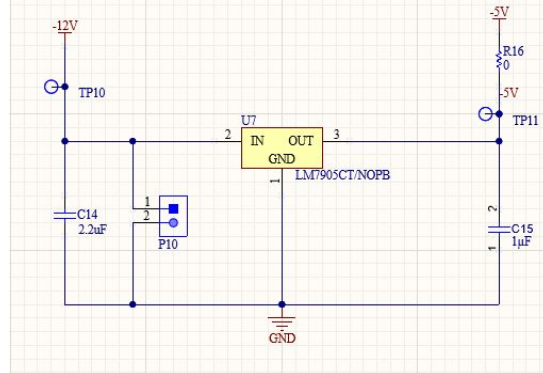 -12V
-5V
R16
0
TP10
-5V
TP11
U7
2 IN OUT 3
GND
1
LM7905CT/NOPB
1
2
P10
C14
2.2uF
2
C15
1µF
1
GND